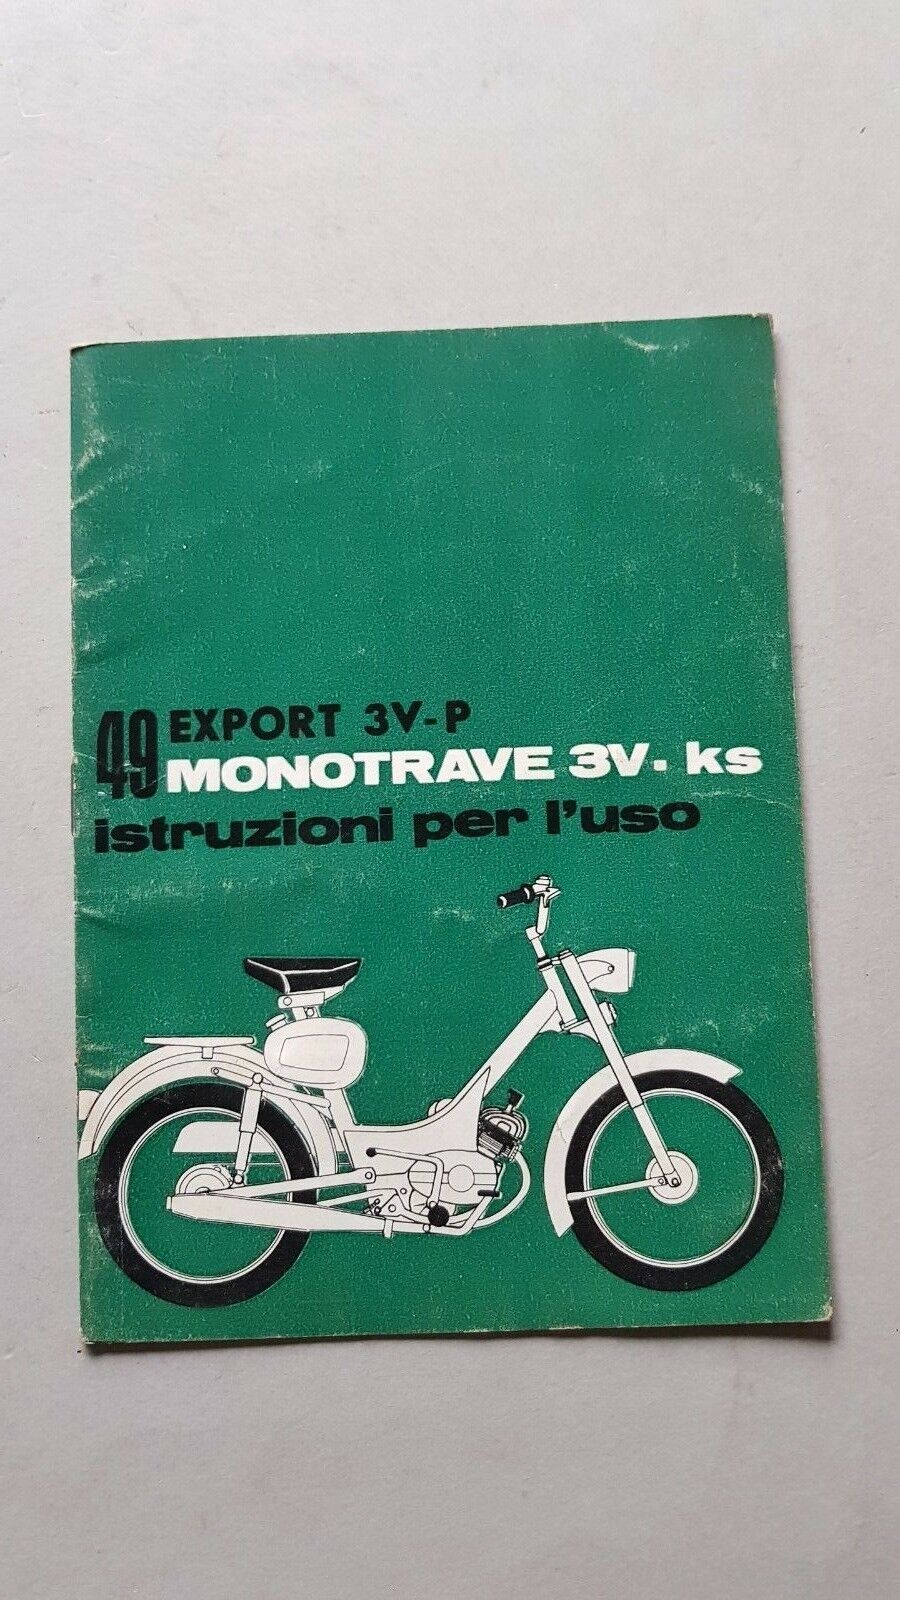 49 EXPORT 3V-P
MONOTRAVE 3V. ks
istruzioni per l'uso